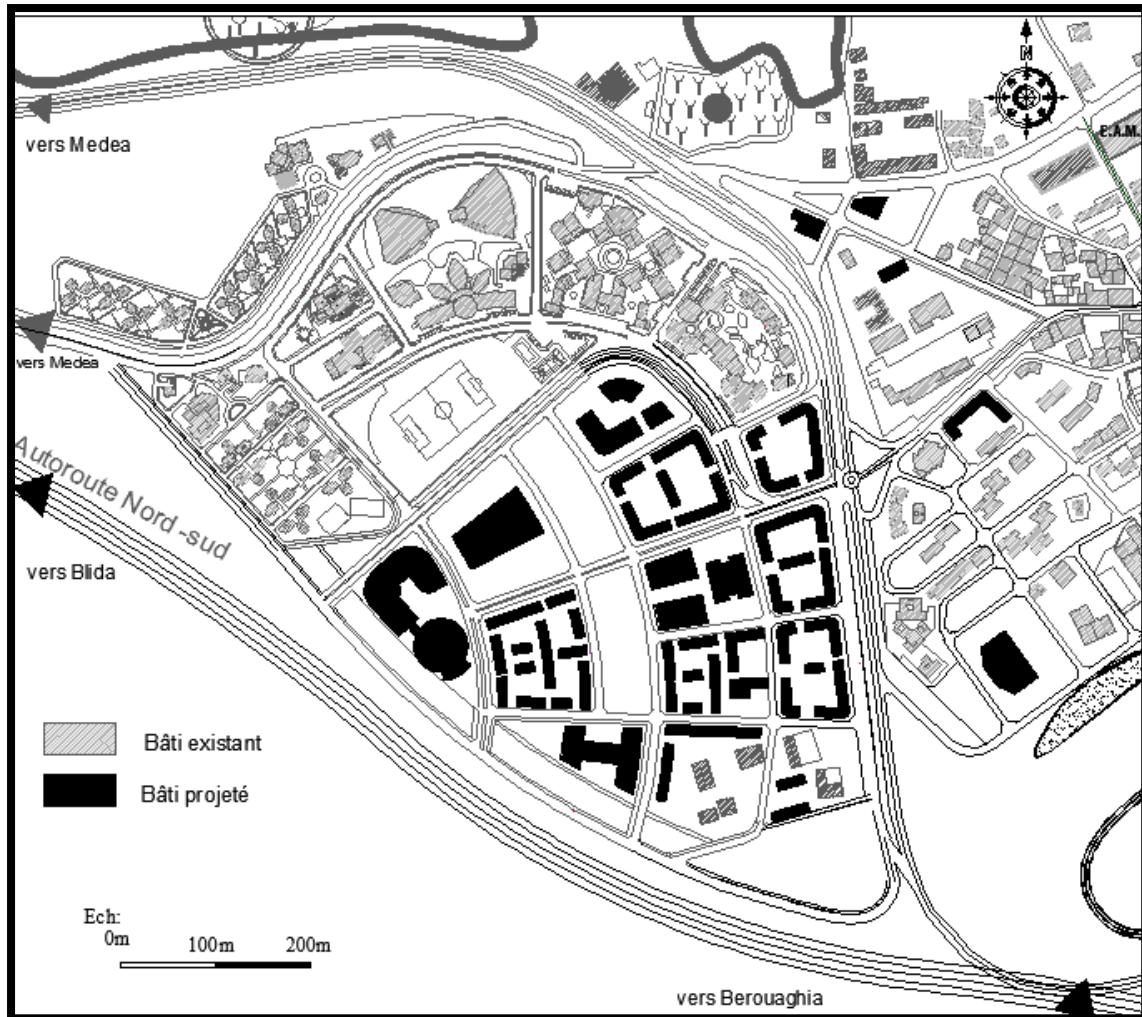 N
E.A.M.
vers Medea
vers Medea
Autoroute Nord -sud
vers Blida
Bâti existant
Bâti projeté
Ech:
0m 100m 200m
vers Berouaghia